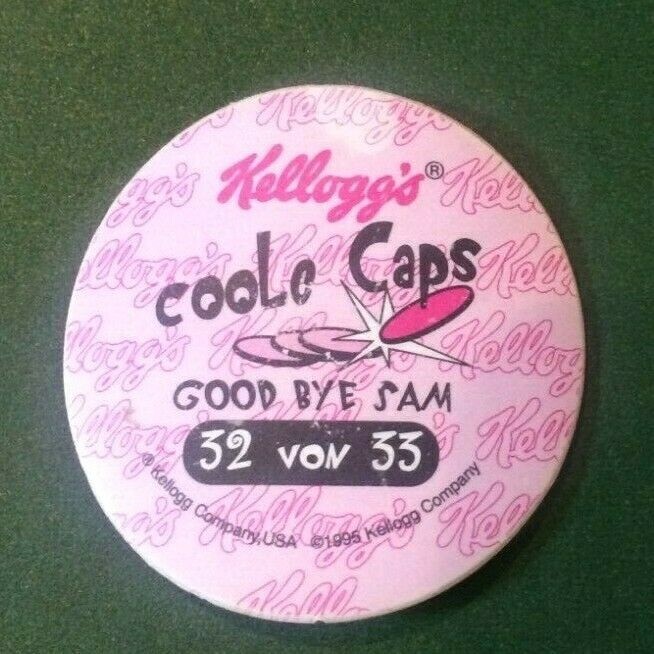 Kellogg's®
COOLE Caps
GOOD BYE SAM
32 VON 33
® Kellogg Company, USA ©1995 Kellogg Company